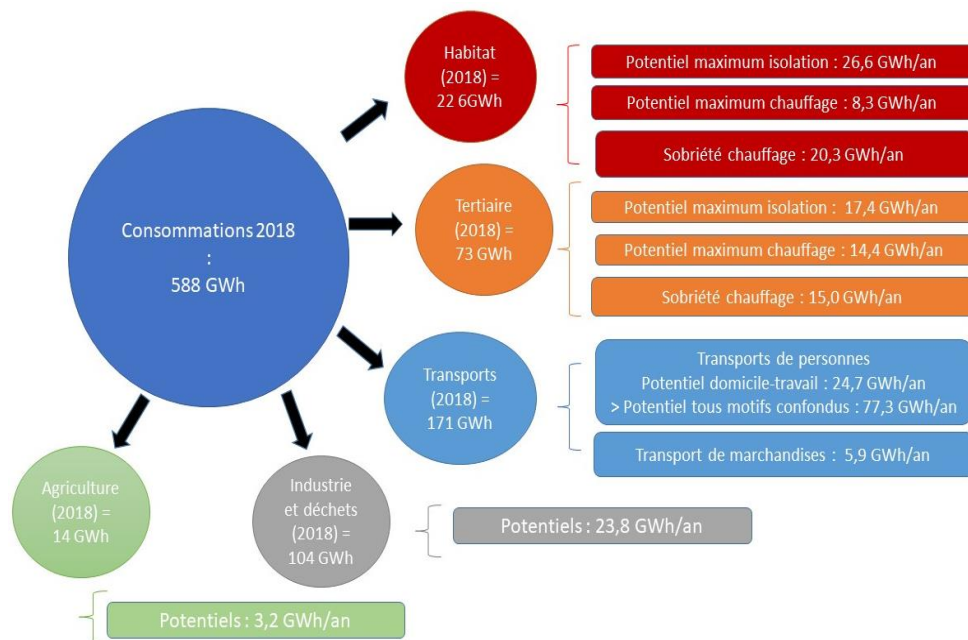 Habitat
(2018) =
22 6GWh
Potentiel maximum isolation : 26,6 GWh/an
Potentiel maximum chauffage : 8,3 GWh/an
Sobriété chauffage : 20,3 GWh/an
Consommations 2018
:
588 GWh
Tertiaire
(2018) =
73 GWh
Potentiel maximum isolation : 17,4 GWh/an
Potentiel maximum chauffage : 14,4 GWh/an
Sobriété chauffage : 15,0 GWh/an
Transports
(2018) =
171 GWh
Transports de personnes
Potentiel domicile-travail : 24,7 GWh/an
> Potentiel tous motifs confondus : 77,3 GWh/an
Transport de marchandises : 5,9 GWh/an
Agriculture
(2018) =
14 GWh
Industrie
et déchets
(2018) =
104 GWh
Potentiels : 23,8 GWh/an
Potentiels : 3,2 GWh/an